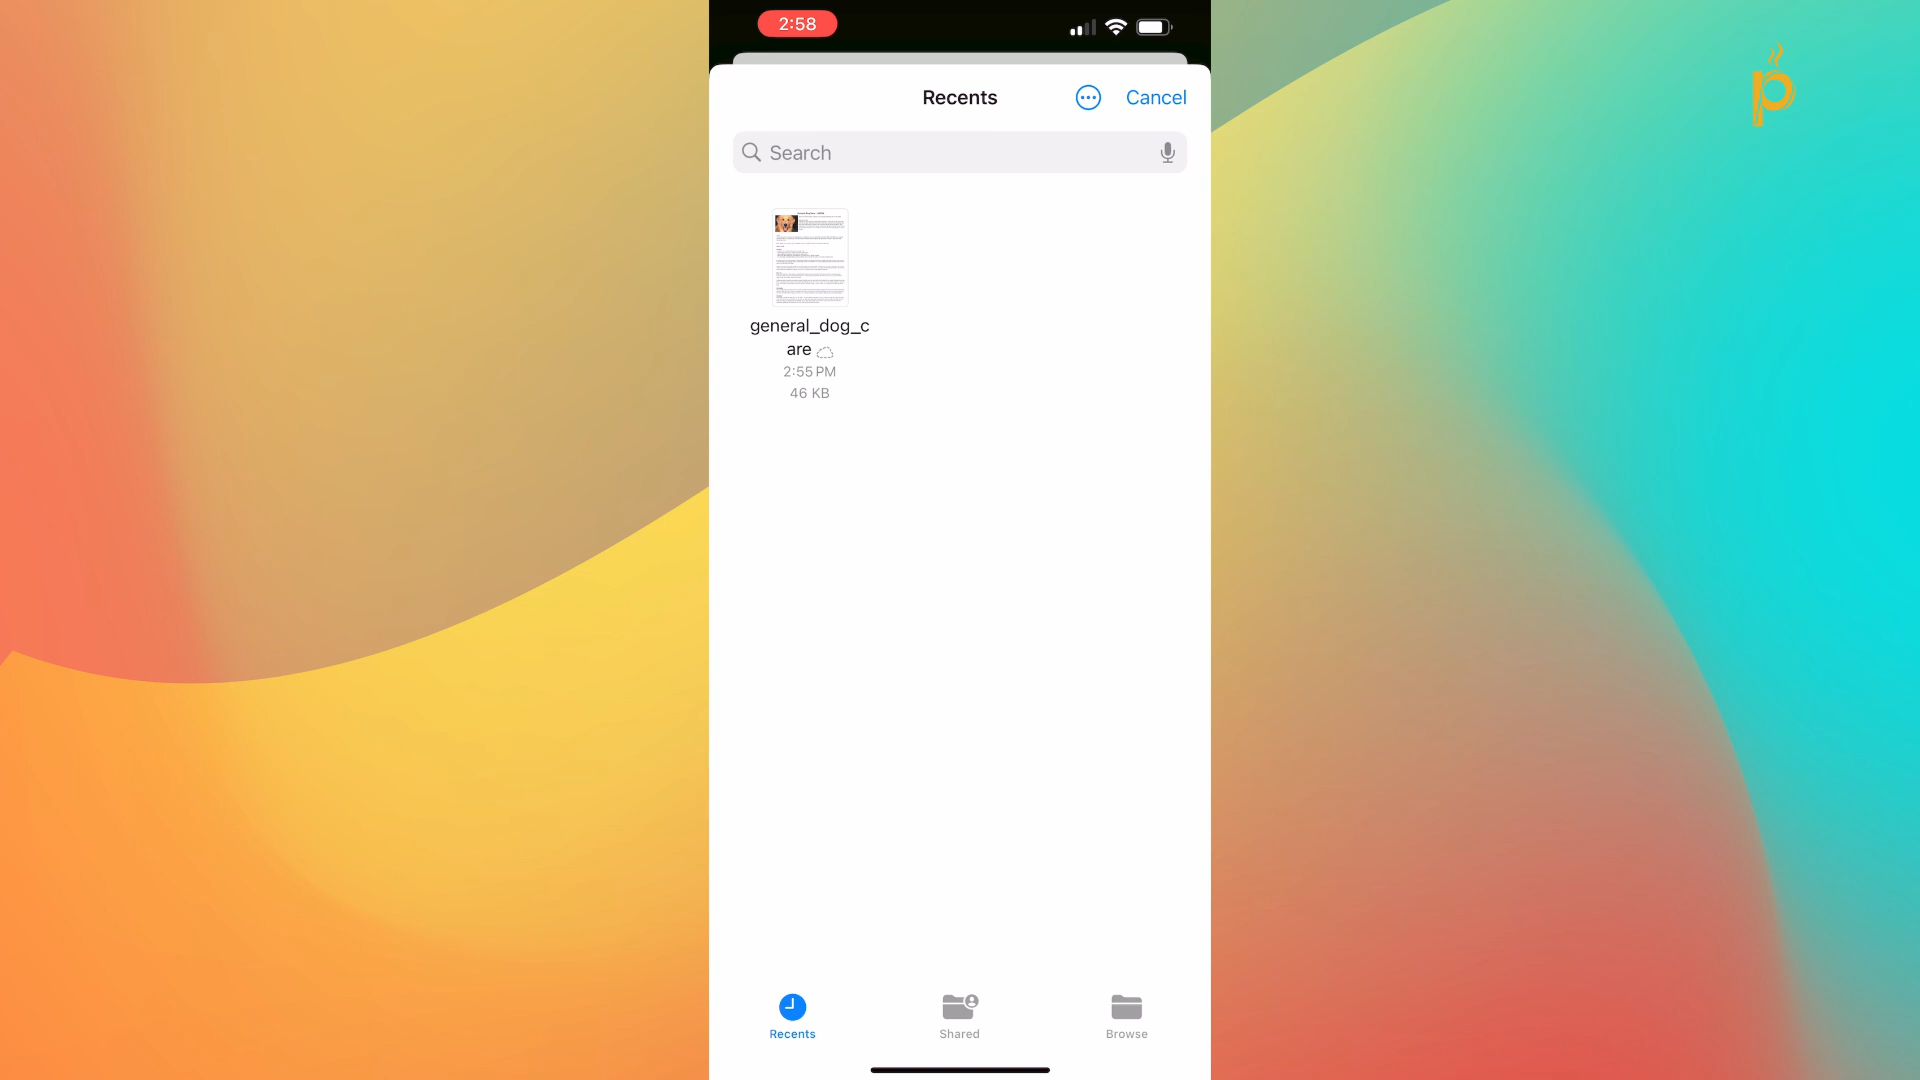 2:58
Recents
Cancel
Search
general_dog_c
are
2:55 PM
46 KB
Recents
Shared
Browse